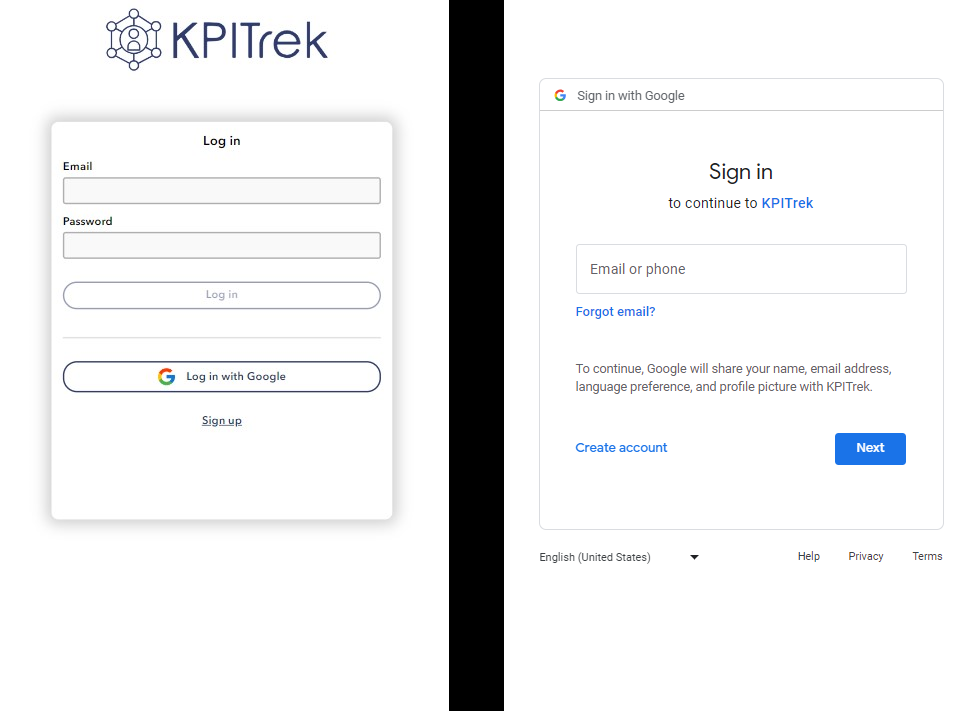 KPITrek
Log in
Email
Password
Log in
Log in with Google
Sign up
Sign in with Google
Sign in
to continue to KPITrek
Email or phone
Forgot email?
To continue, Google will share your name, email address,
language preference, and profile picture with KPITrek.
Create account
Next
English (United States)
Help
Privacy
Terms